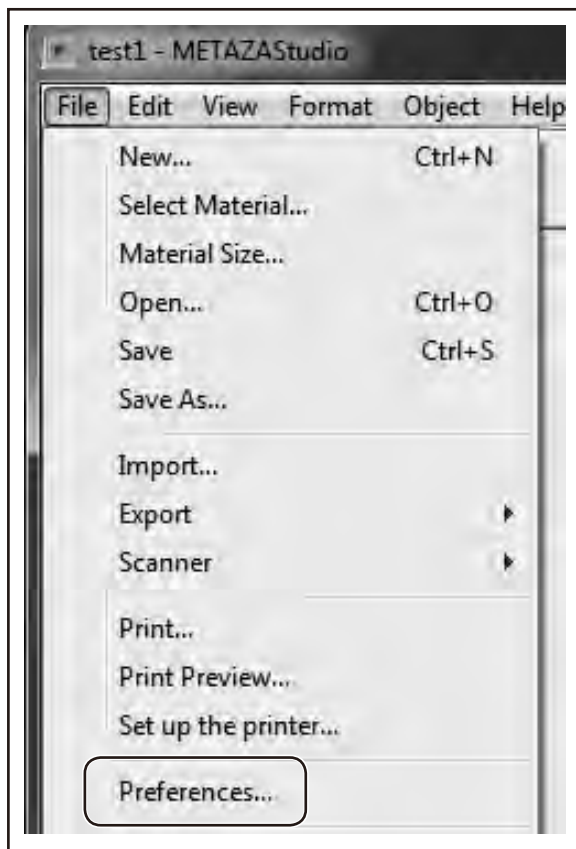 test1 - METAZAStudio
File Edit View Format Object Help
New... Ctrl+N
Select Material...
Material Size...
Open... Ctrl+O
Save Ctrl+S
Save As...
Import...
Export
Scanner
Print...
Print Preview...
Set up the printer...
Preferences...